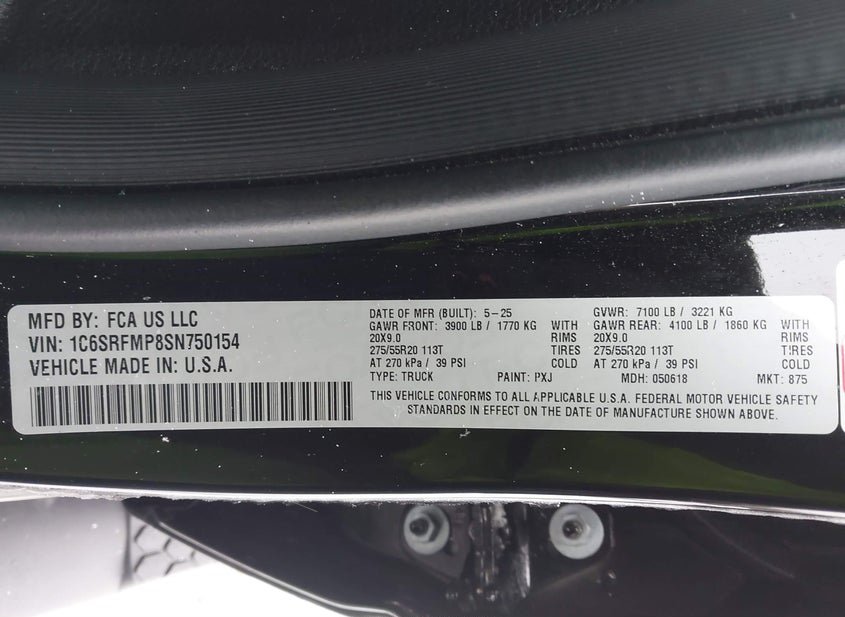 MFD BY: FCA US LLC
VIN: 1C6SRFMP8SN750154
VEHICLE MADE IN: U.S.A.
DATE OF MFR (BUILT): 5-25
GAWR FRONT: 3900 LB / 1770 KG WITH
20X9.0 RIMS
275/55R20 113T TIRES
AT 270 kPa / 39 PSI COLD
GVWR: 7100 LB / 3221 KG
GAWR REAR: 4100 LB / 1860 KG WITH
20X9.0 RIMS
275/55R20 113T TIRES
AT 270 kPa / 39 PSI COLD
TYPE: TRUCK PAINT: PXJ MDH: 050618 MKT: 875
THIS VEHICLE CONFORMS TO ALL APPLICABLE U.S.A. FEDERAL MOTOR VEHICLE SAFETY
STANDARDS IN EFFECT ON THE DATE OF MANUFACTURE SHOWN ABOVE.